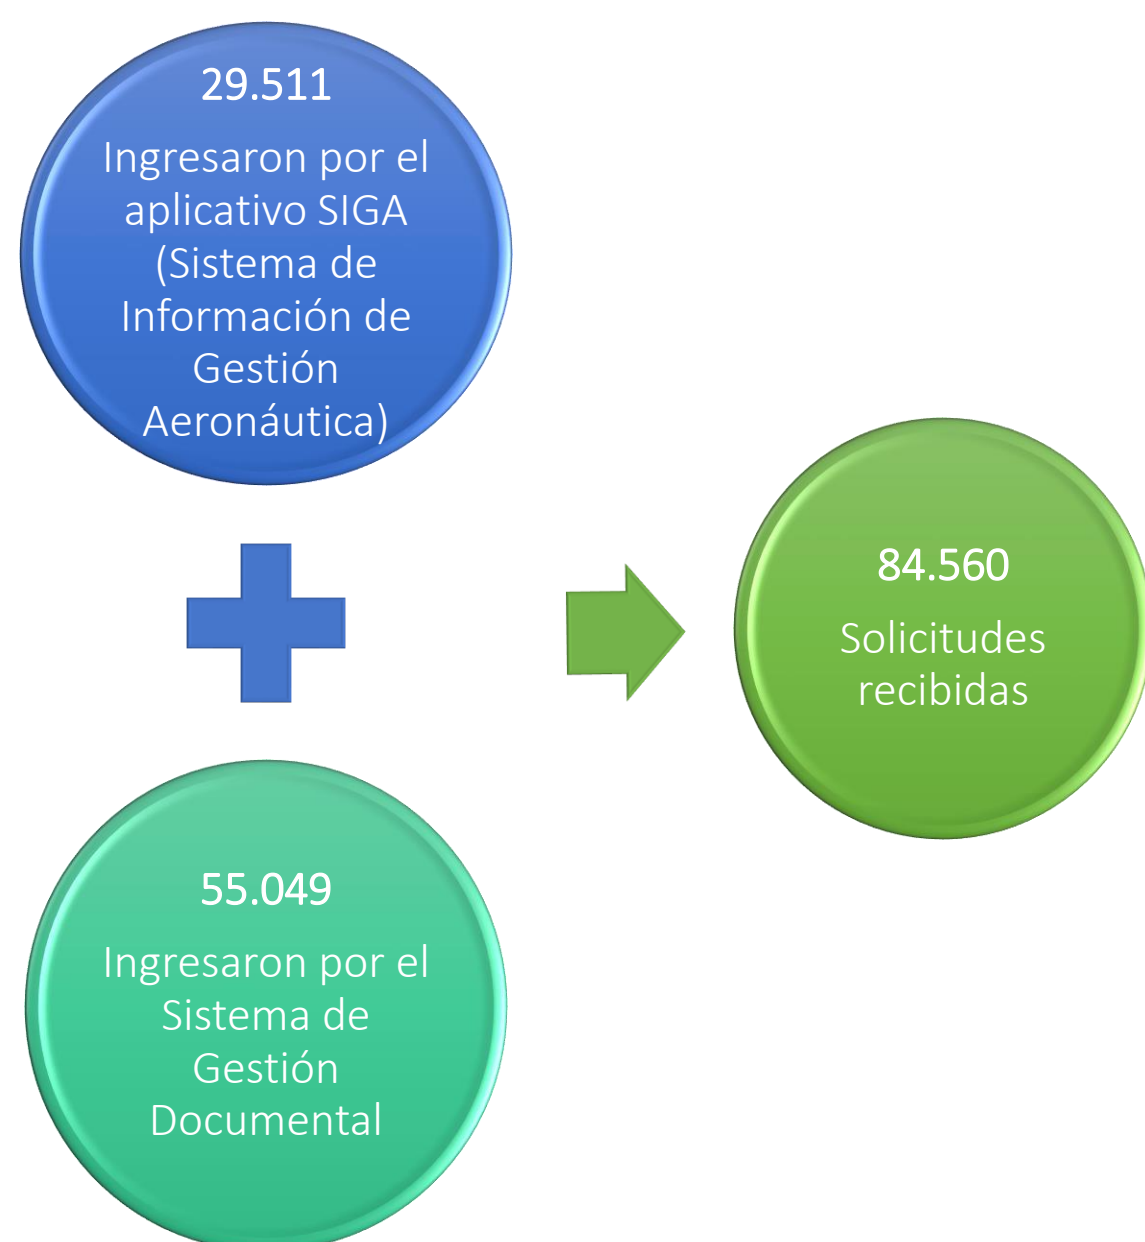 29.511
Ingresaron por el
aplicativo SIGA
(Sistema de
Información de
Gestión
Aeronáutica)
55.049
Ingresaron por el
Sistema de
Gestión
Documental
84.560
Solicitudes
recibidas